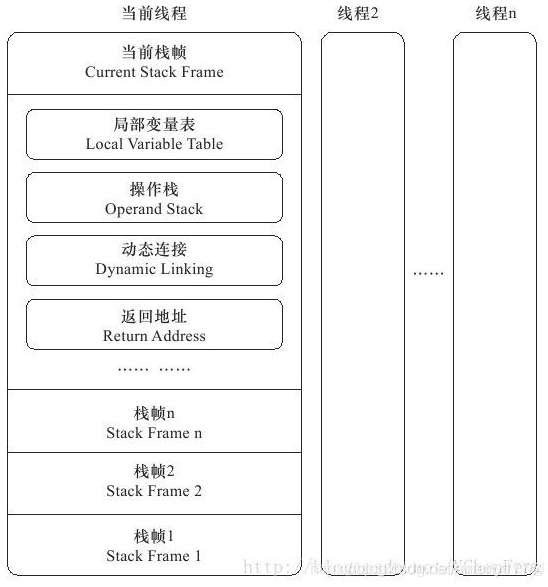 当前线程
线程2
线程n
当前栈帧
Current Stack Frame
局部变量表
Local Variable Table
操作栈
Operand Stack
动态连接
Dynamic Linking
返回地址
Return Address
…… ……
……
栈帧n
Stack Frame n
栈帧2
Stack Frame 2
栈帧1
Stack Frame 1